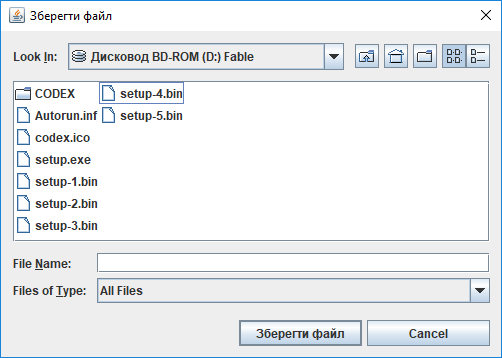 Зберегти файл
Look In: Дисковод BD-ROM (D:) Fable
CODEX
Autorun.inf
codex.ico
setup.exe
setup-1.bin
setup-2.bin
setup-3.bin
setup-4.bin
setup-5.bin
File Name:
Files of Type: All Files
Зберегти файл Cancel